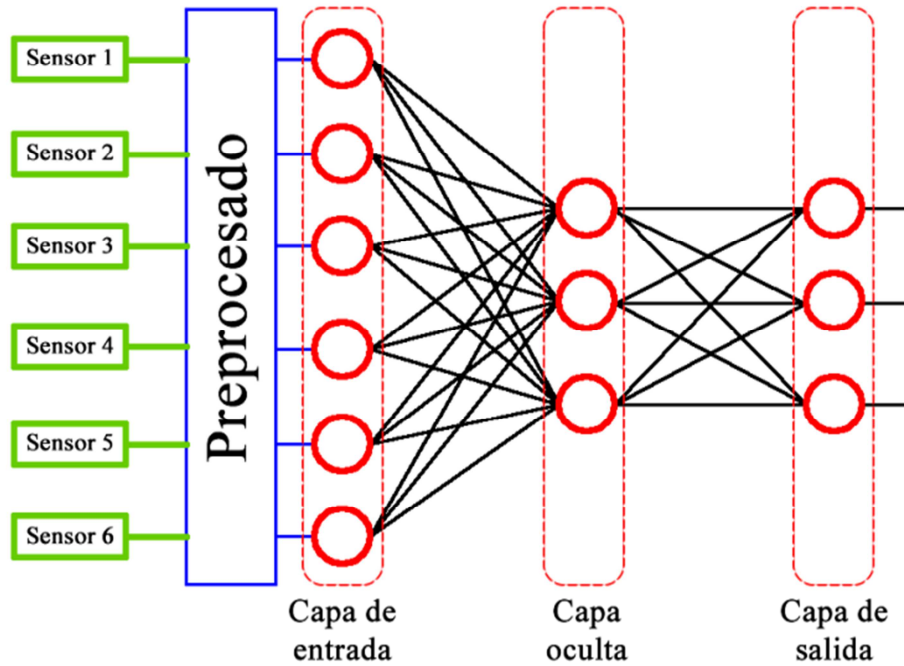 Sensor 1
Sensor 2
Sensor 3
Sensor 4
Sensor 5
Sensor 6
Preprocesado
Capa de
entrada
Capa
oculta
Capa de
salida